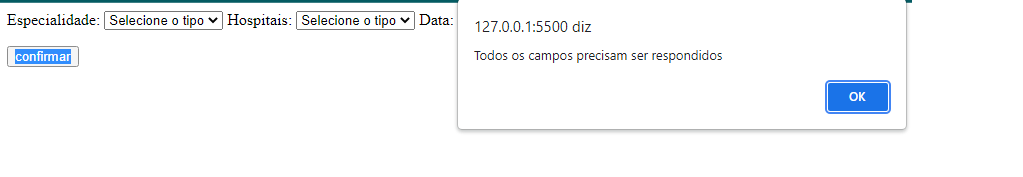 Especialidade: Selecione o tipo Hospitais: Selecione o tipo Data:
confirmar
127.0.0.1:5500 diz
Todos os campos precisam ser respondidos
OK